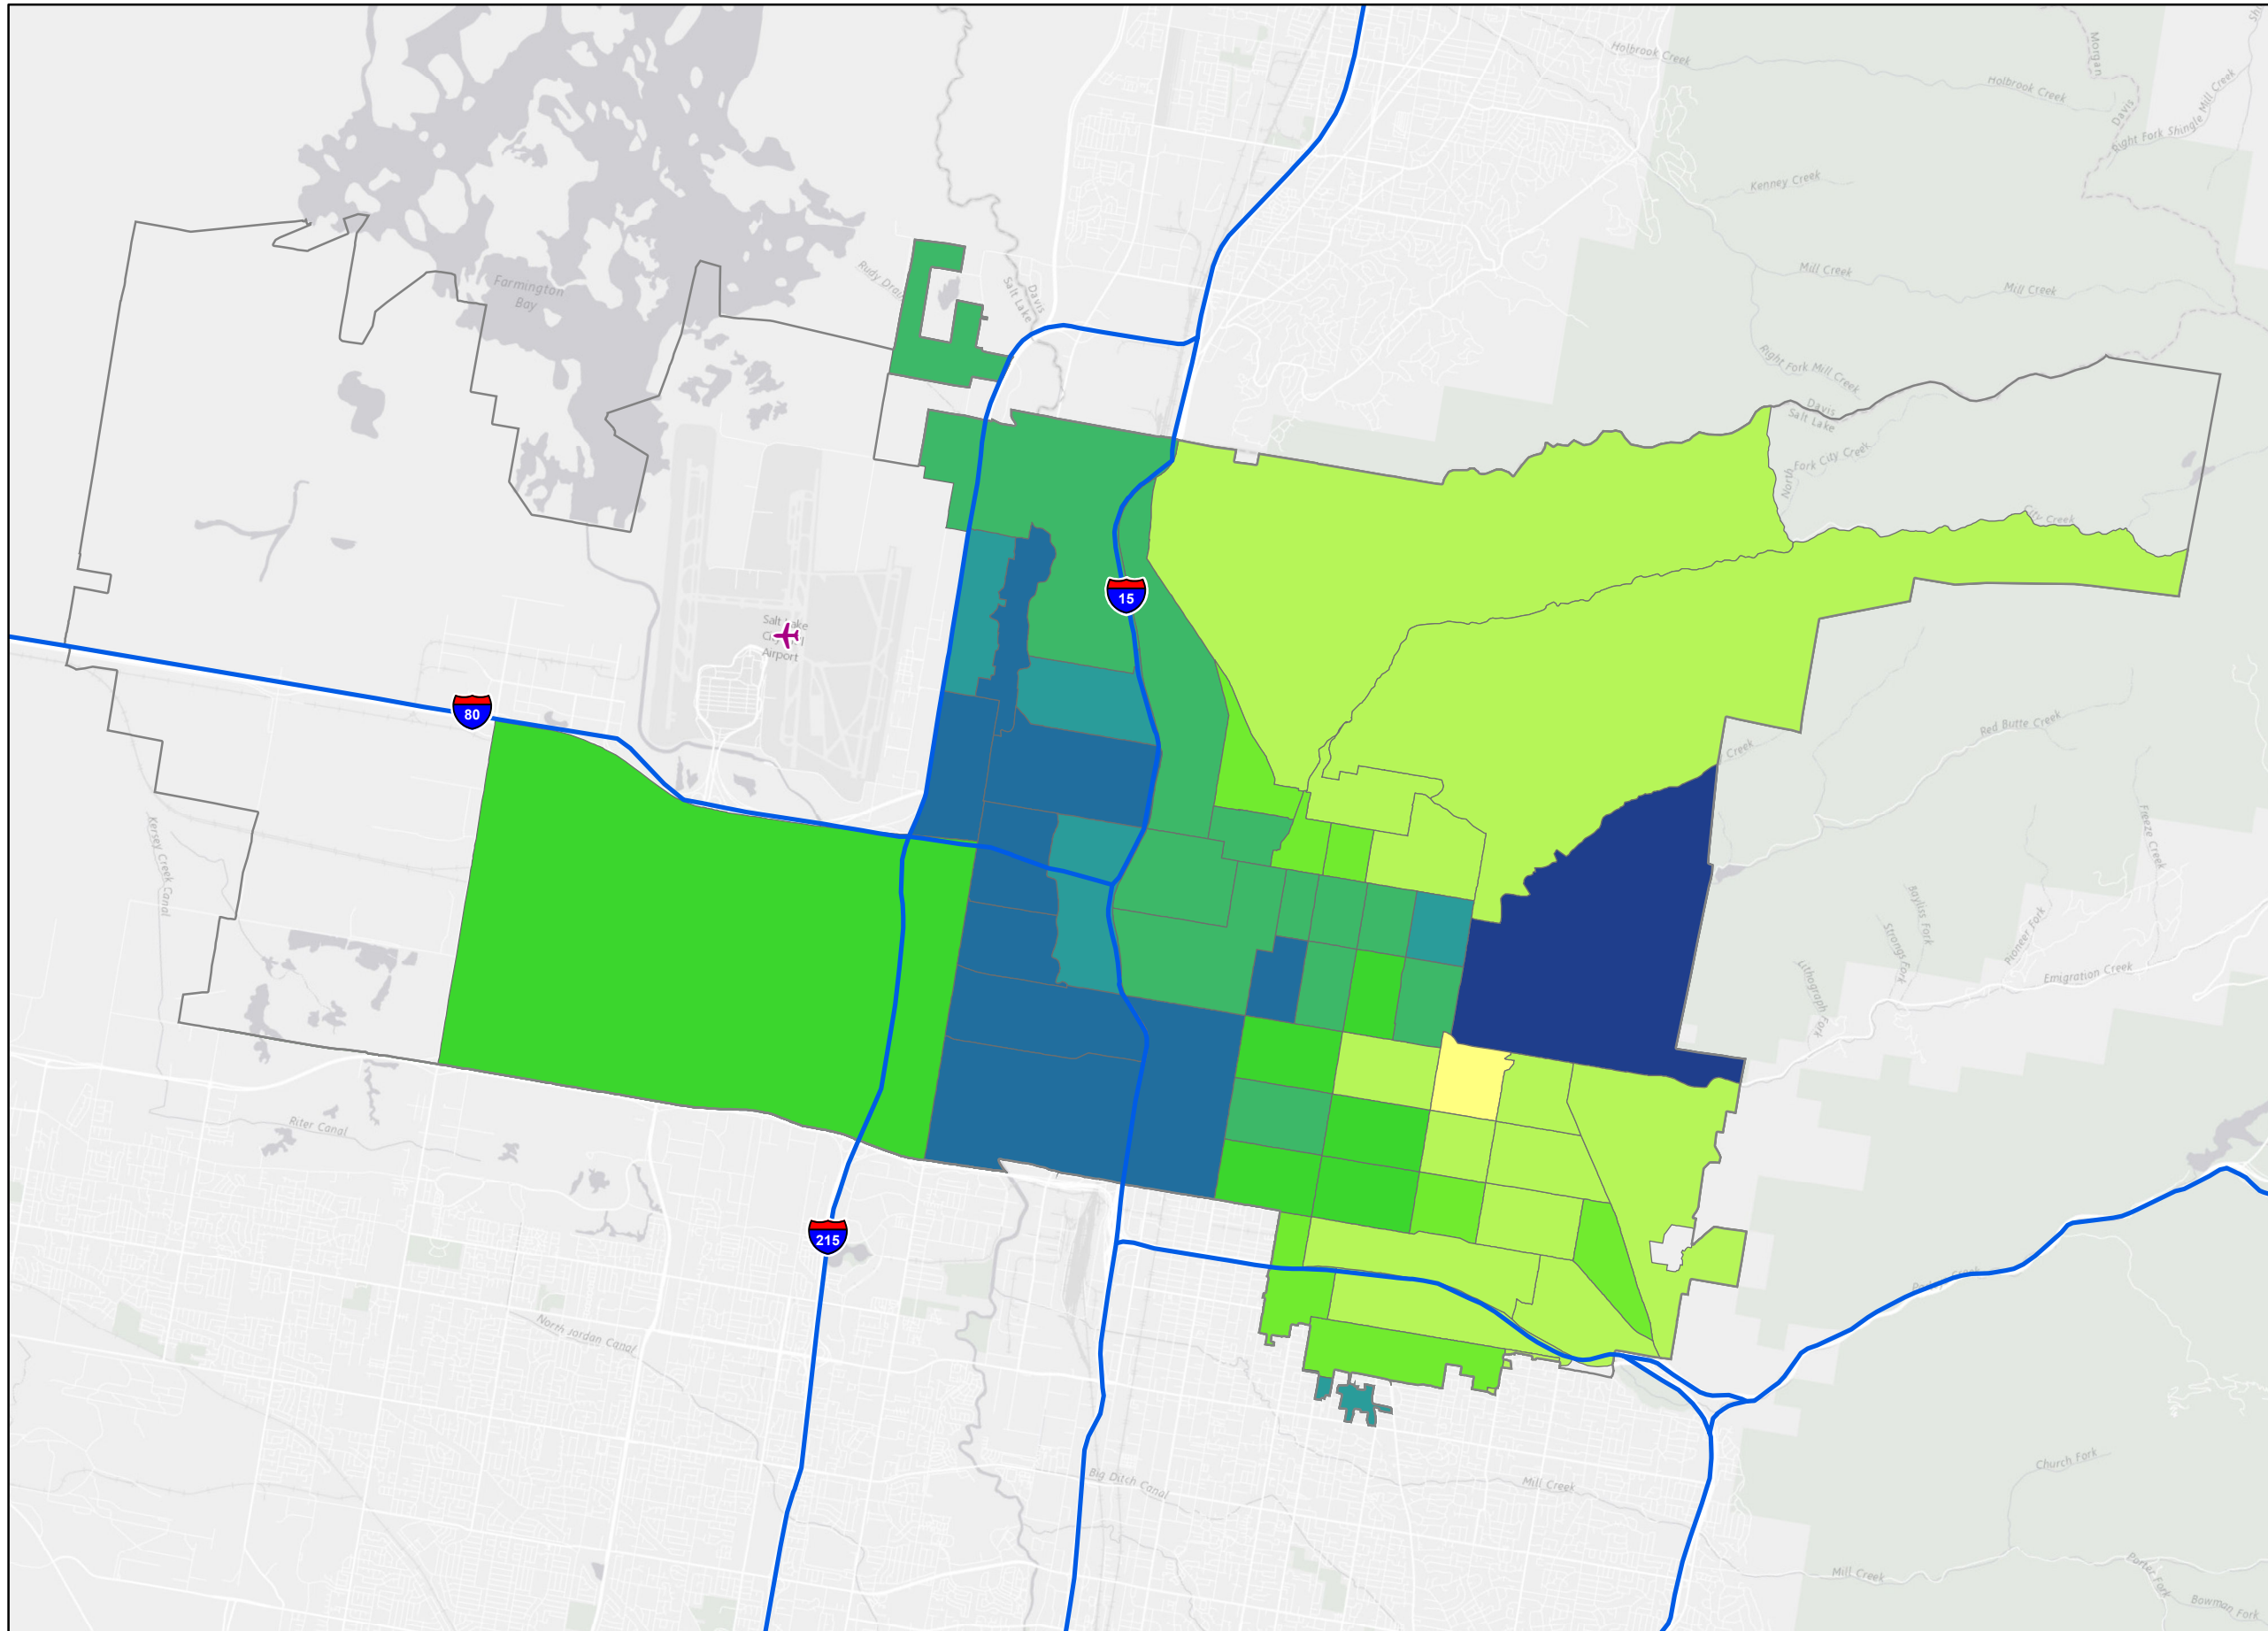 Holbrook Creek
Morgan
Davis
Holbrook Creek
Right Fork Shingle Mill Creek
Kenney Creek
Mill Creek
Mill Creek
Farmington
Bay
Davis
Salt Lake
Right Fork Mill Creek
Davis
Salt Lake
North
Fork City Creek
City Creek
15
Salt Lake
Airport
80
Red Butte Creek
Creek
Kersey Creek Canal
Freeze Creek
Bayliss Fork
Strongs Fork
Pioneer Fork
Lithograph Fork
Emigration Creek
Riter Canal
215
North Jordan Canal
Big Ditch Canal
Mill Creek
Church Fork
Mill Creek
Porter Fork
Bowman Fork